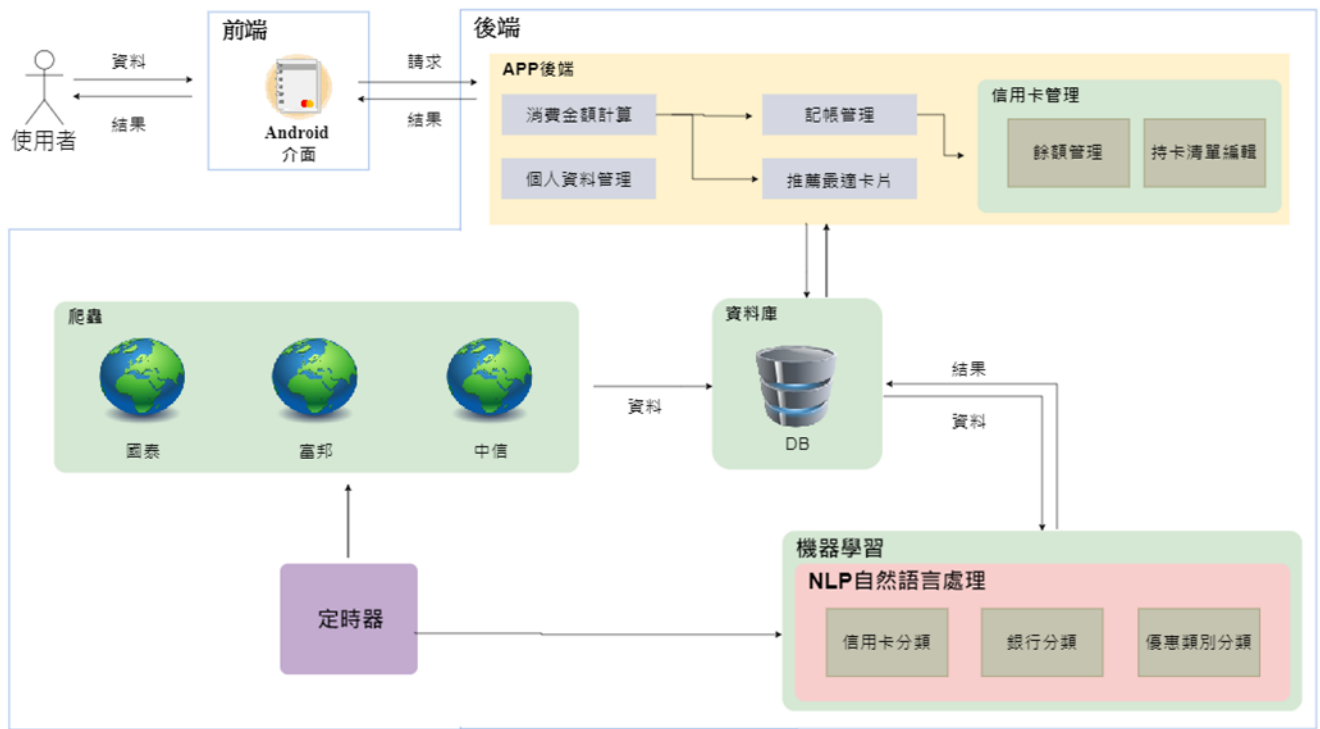 前端
後端
資料
請求
APP後端
信用卡管理
消費金額計算
記帳管理
餘額管理
持卡清單編輯
結果
結果
使用者
Android
介面
個人資料管理
推薦最適卡片
爬蟲
資料庫
國泰
富邦
中信
資料
DB
結果
資料
機器學習
NLP自然語言處理
定時器
信用卡分類
銀行分類
優惠類別分類